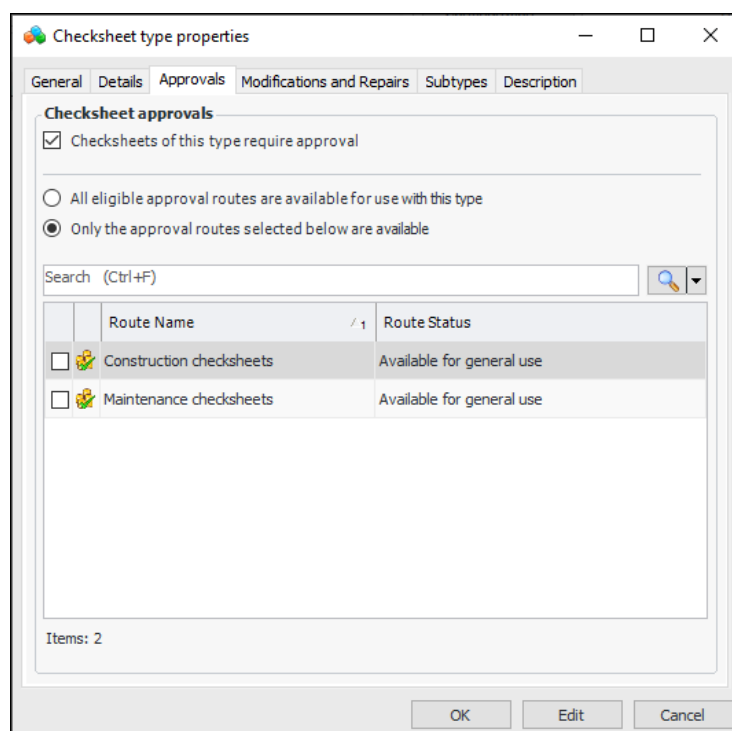 Checksheet type properties
General Details Approvals Modifications and Repairs Subtypes Description
Checksheet approvals
Checksheets of this type require approval
All eligible approval routes are available for use with this type
Only the approval routes selected below are available
Search (Ctrl+F)
Route Name 1 Route Status
Construction checksheets Available for general use
Maintenance checksheets Available for general use
Items: 2
OK Edit Cancel